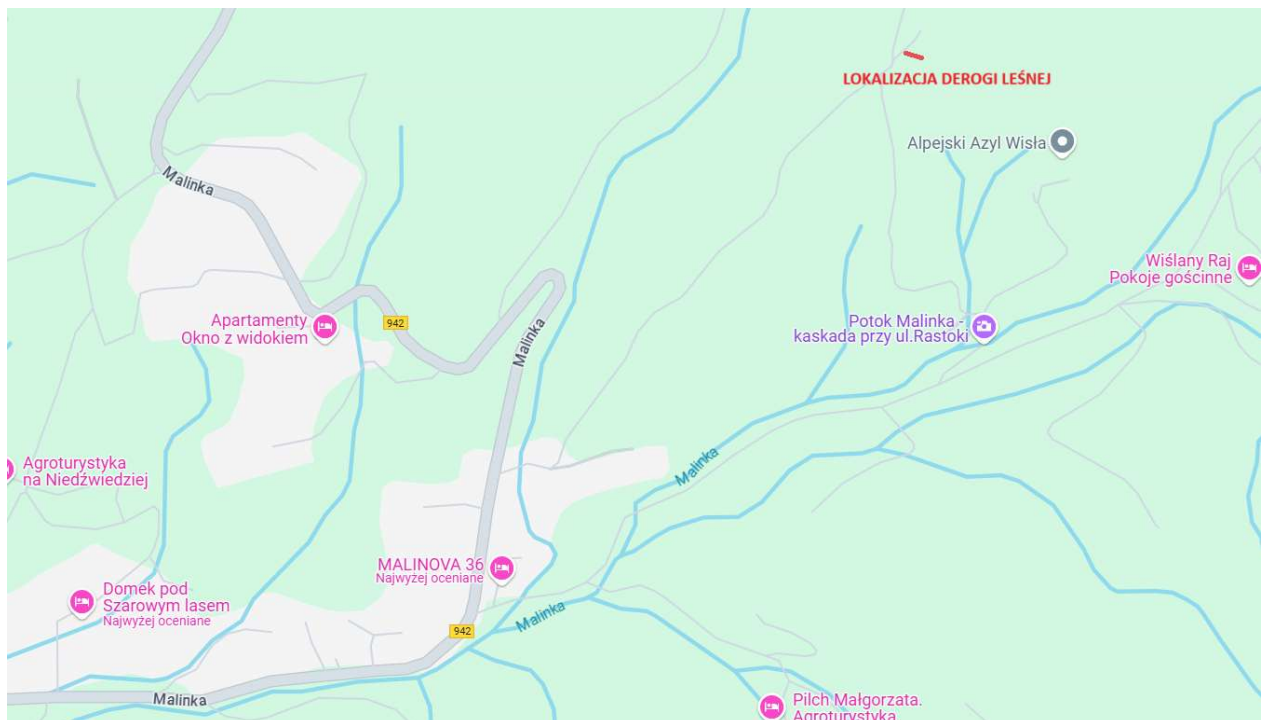 LOKALIZACJA DEROGI LEŚNEJ
Alpejski Azyl Wisła
Malinka
Wiślany Raj
Pokoje gościnne
Apartamenty
Okno z widokiem
942
Malinka
Potok Malinka -
kaskada przy ul.Rastoki
Agroturystyka
na Niedźwiedziej
Malinka
MALINOVA 36
Najwyżej oceniane
Domek pod
Szarowym lasem
Najwyżej oceniane
Malinka
942
Malinka
Pilch Małgorzata.
Agroturystyka